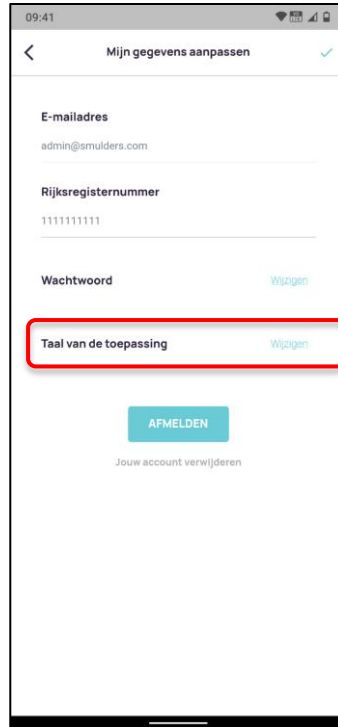 09:41
Mijn gegevens aanpassen
E-mailadres
admin@smulders.com
Rijksregisternummer
1111111111
Wachtwoord Wijzigen
Taal van de toepassing Wijzigen
AFMELDEN
Jouw account verwijderen